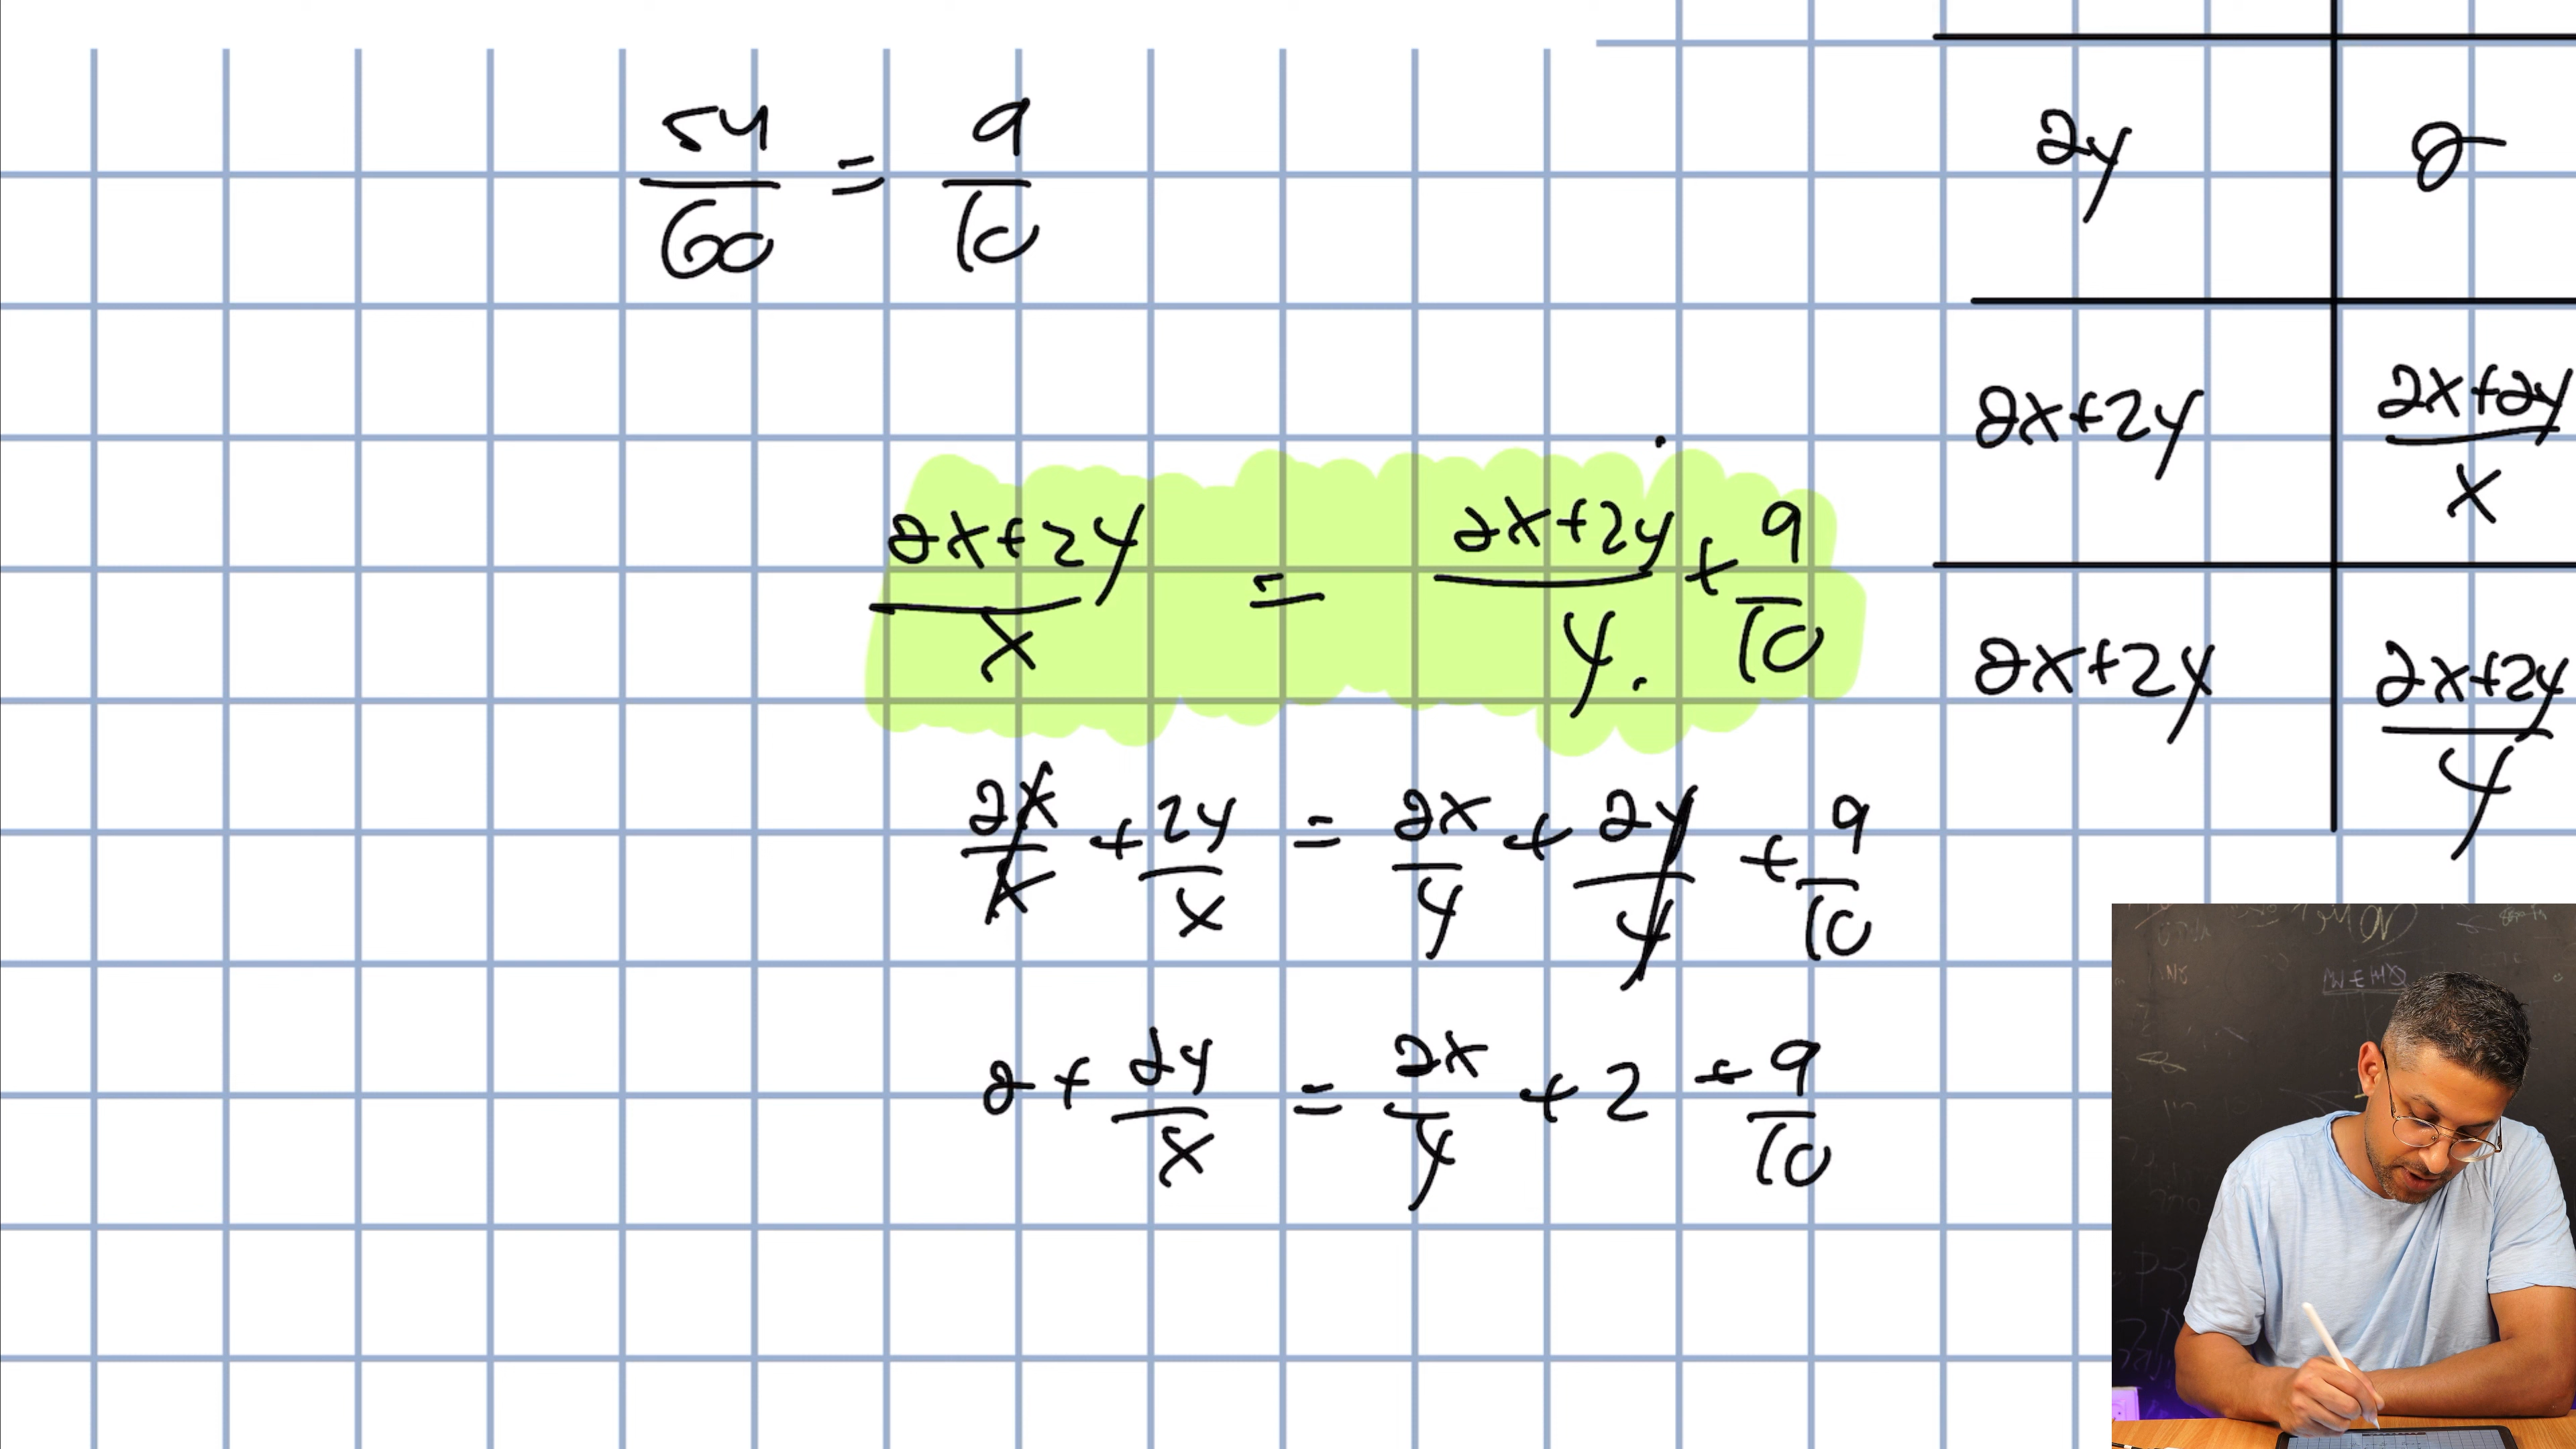 54/60 = 9/10
(2x+2y)/x = (2x+2y)/y + 9/10
2x/x + 2y/x = 2x/y + 2y/y + 9/10
2 + 2y/x = 2x/y + 2 + 9/10
2y | 2
2x+2y | (2x+2y)/x
2x+2y | (2x+2y)/y